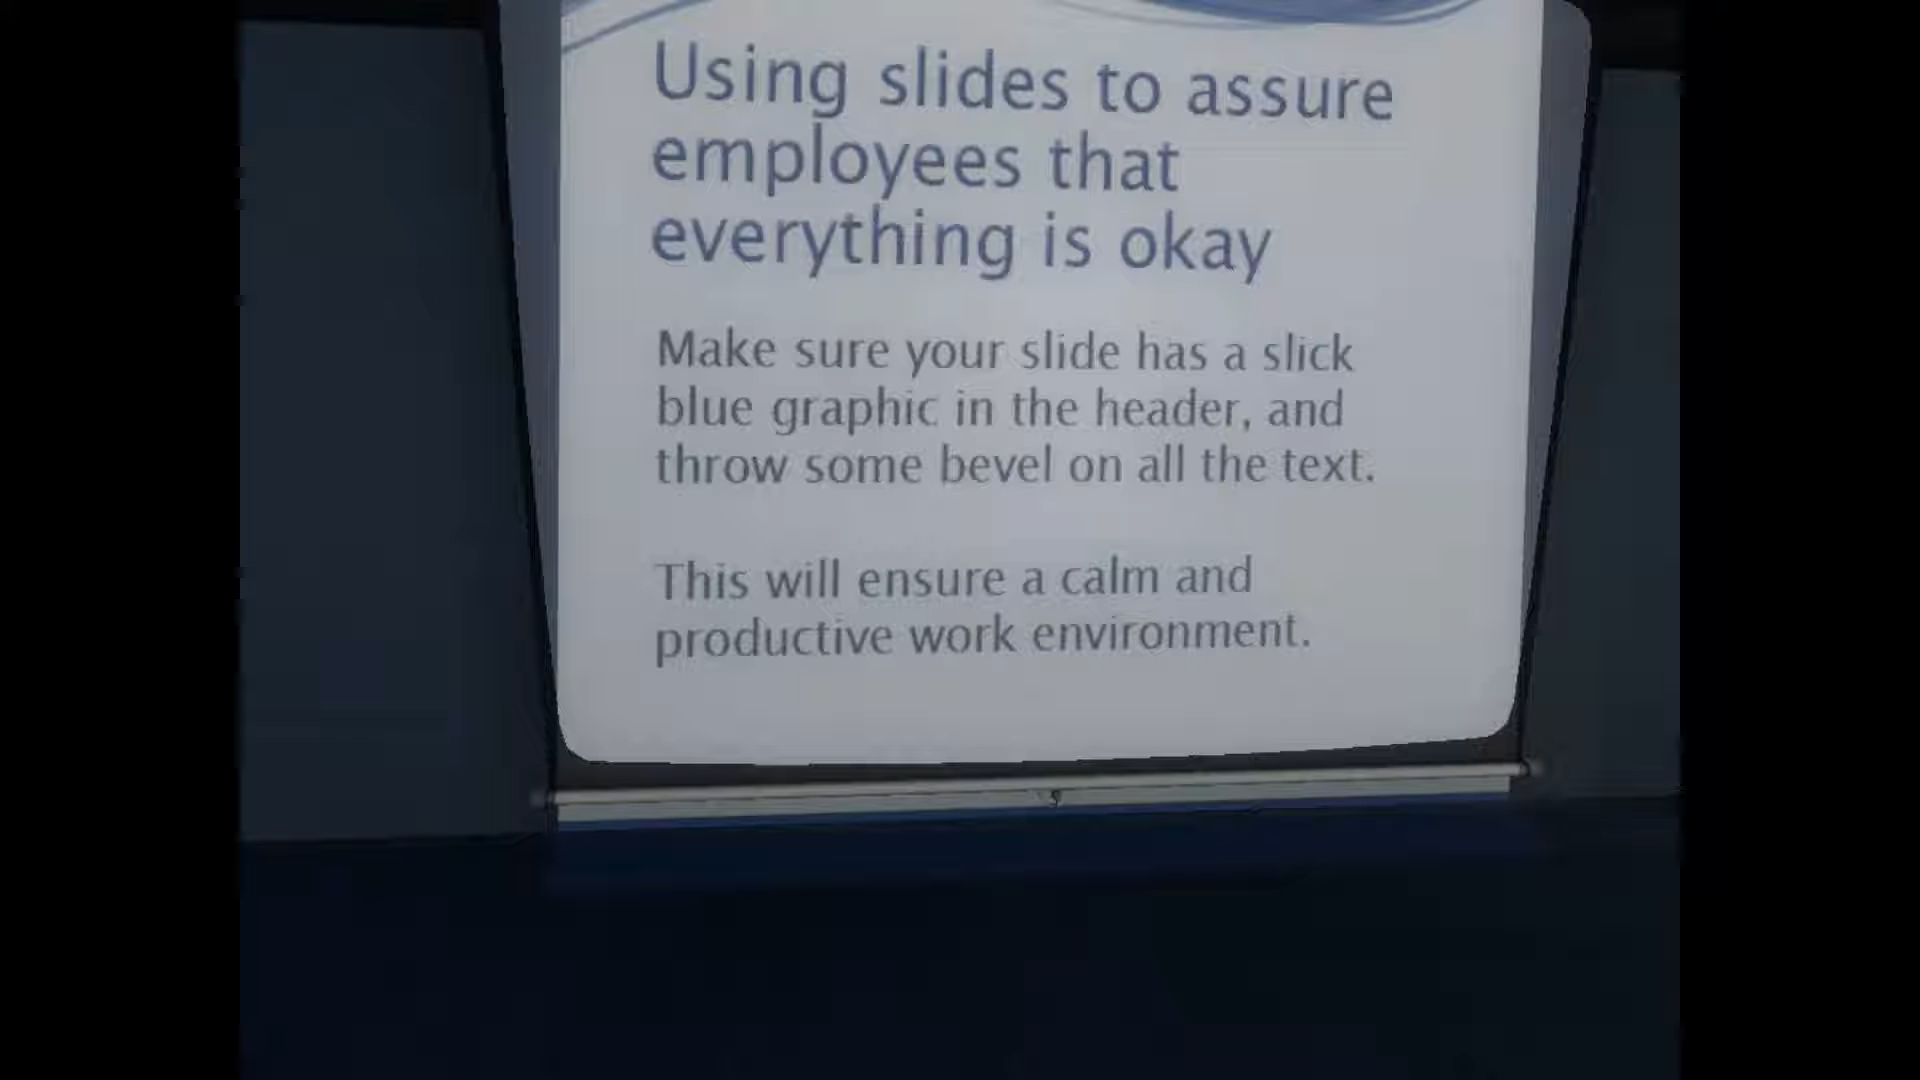 Using slides to assure
employees that
everything is okay
Make sure your slide has a slick
blue graphic in the header, and
throw some bevel on all the text.
This will ensure a calm and
productive work environment.